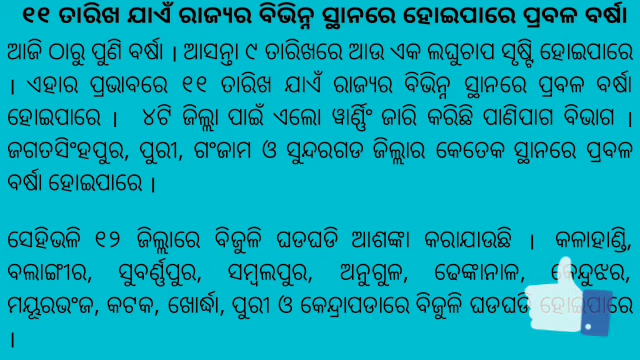 ୧୧ ତାରିଖ ଯାଏଁ ରାଜ୍ୟର ବିଭିନ୍ନ ସ୍ଥାନରେ ହୋଇପାରେ ପ୍ରବଳ ବର୍ଷା
ଆଜି ଠାରୁ ପୁଣି ବର୍ଷା । ଆସନ୍ତା ୯ ତାରିଖରେ ଆଉ ଏକ ଲଘୁଚାପ ସୃଷ୍ଟି ହୋଇପାରେ
। ଏହାର ପ୍ରଭାବରେ ୧୧ ତାରିଖ ଯାଏଁ ରାଜ୍ୟର ବିଭିନ୍ନ ସ୍ଥାନରେ ପ୍ରବଳ ବର୍ଷା
ହୋଇପାରେ । ୪ଟି ଜିଲ୍ଲା ପାଇଁ ଏଲୋ ୱାର୍ଣ୍ଣିଂ ଜାରି କରିଛି ପାଣିପାଗ ବିଭାଗ ।
ଜଗତସିଂହପୁର, ପୁରୀ, ଗଂଜାମ ଓ ସୁନ୍ଦରଗଡ ଜିଲ୍ଲାର କେତେକ ସ୍ଥାନରେ ପ୍ରବଳ
ବର୍ଷା ହୋଇପାରେ ।
ସେହିଭଳି ୧୨ ଜିଲ୍ଲାରେ ବିଜୁଳି ଘଡଘଡି ଆଶଙ୍କା କରାଯାଉଛି । କଳାହାଣ୍ଡି,
ବଲାଙ୍ଗୀର, ସୁବର୍ଣ୍ଣପୁର, ସମ୍ବଲପୁର, ଅନୁଗୁଳ, ଢେଙ୍କାନାଳ, କେନ୍ଦୁଝର,
ମୟୂରଭଂଜ, କଟକ, ଖୋର୍ଦ୍ଧା, ପୁରୀ ଓ କେନ୍ଦ୍ରାପଡାରେ ବିଜୁଳି ଘଡଘଡି ହୋଇପାରେ
।